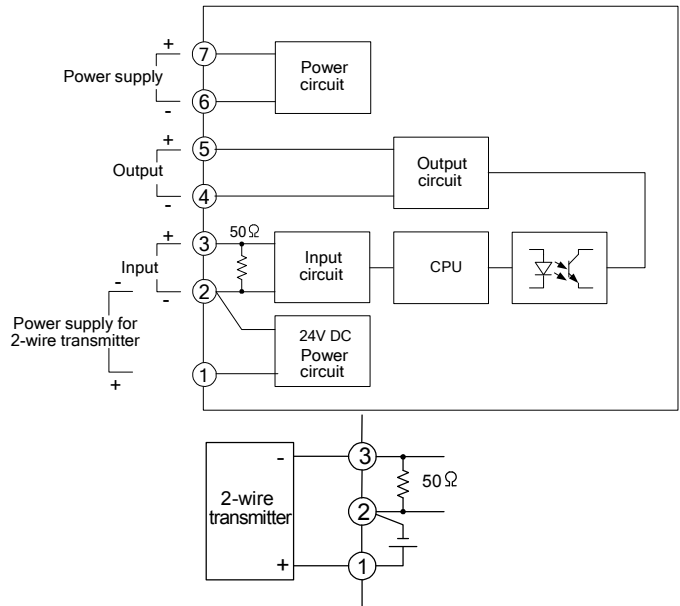 +
7
Power supply
Power
circuit
6
-
+
5
Output
Output
circuit
4
-
+
3
50Ω
Input
Input
circuit
CPU
-
2
-
Power supply for
2-wire transmitter
24V DC
Power
circuit
1
+
-
3
50Ω
2-wire
transmitter
2
+
1